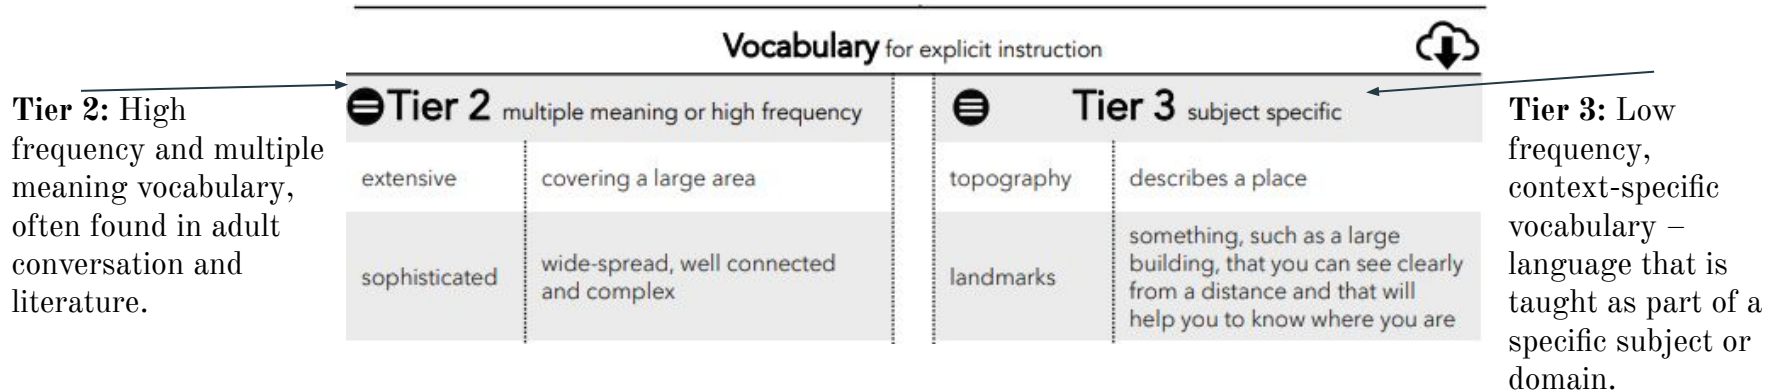 Vocabulary for explicit instruction
Tier 2: High
frequency and multiple
meaning vocabulary,
often found in adult
conversation and
literature.
Tier 2 multiple meaning or high frequency
extensive covering a large area
sophisticated wide-spread, well connected
and complex
Tier 3 subject specific
topography describes a place
landmarks something, such as a large
building, that you can see clearly
from a distance and that will
help you to know where you are
Tier 3: Low
frequency,
context-specific
vocabulary –
language that is
taught as part of a
specific subject or
domain.